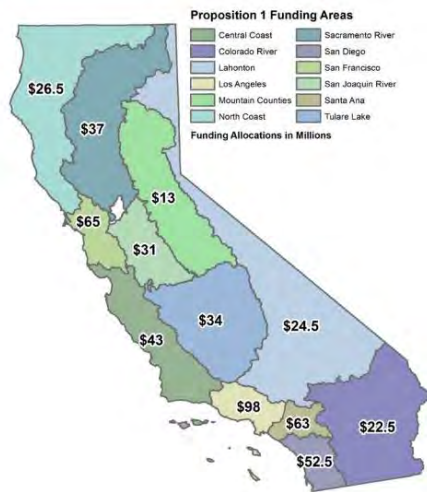 Proposition 1 Funding Areas
Central Coast
Colorado River
Lahonton
Los Angeles
Mountain Counties
North Coast
Sacramento River
San Diego
San Francisco
San Joaquin River
Santa Ana
Tulare Lake
Funding Allocations in Millions
$26.5
$37
$13
$65
$31
$34
$43
$24.5
$98
$63
$22.5
$52.5